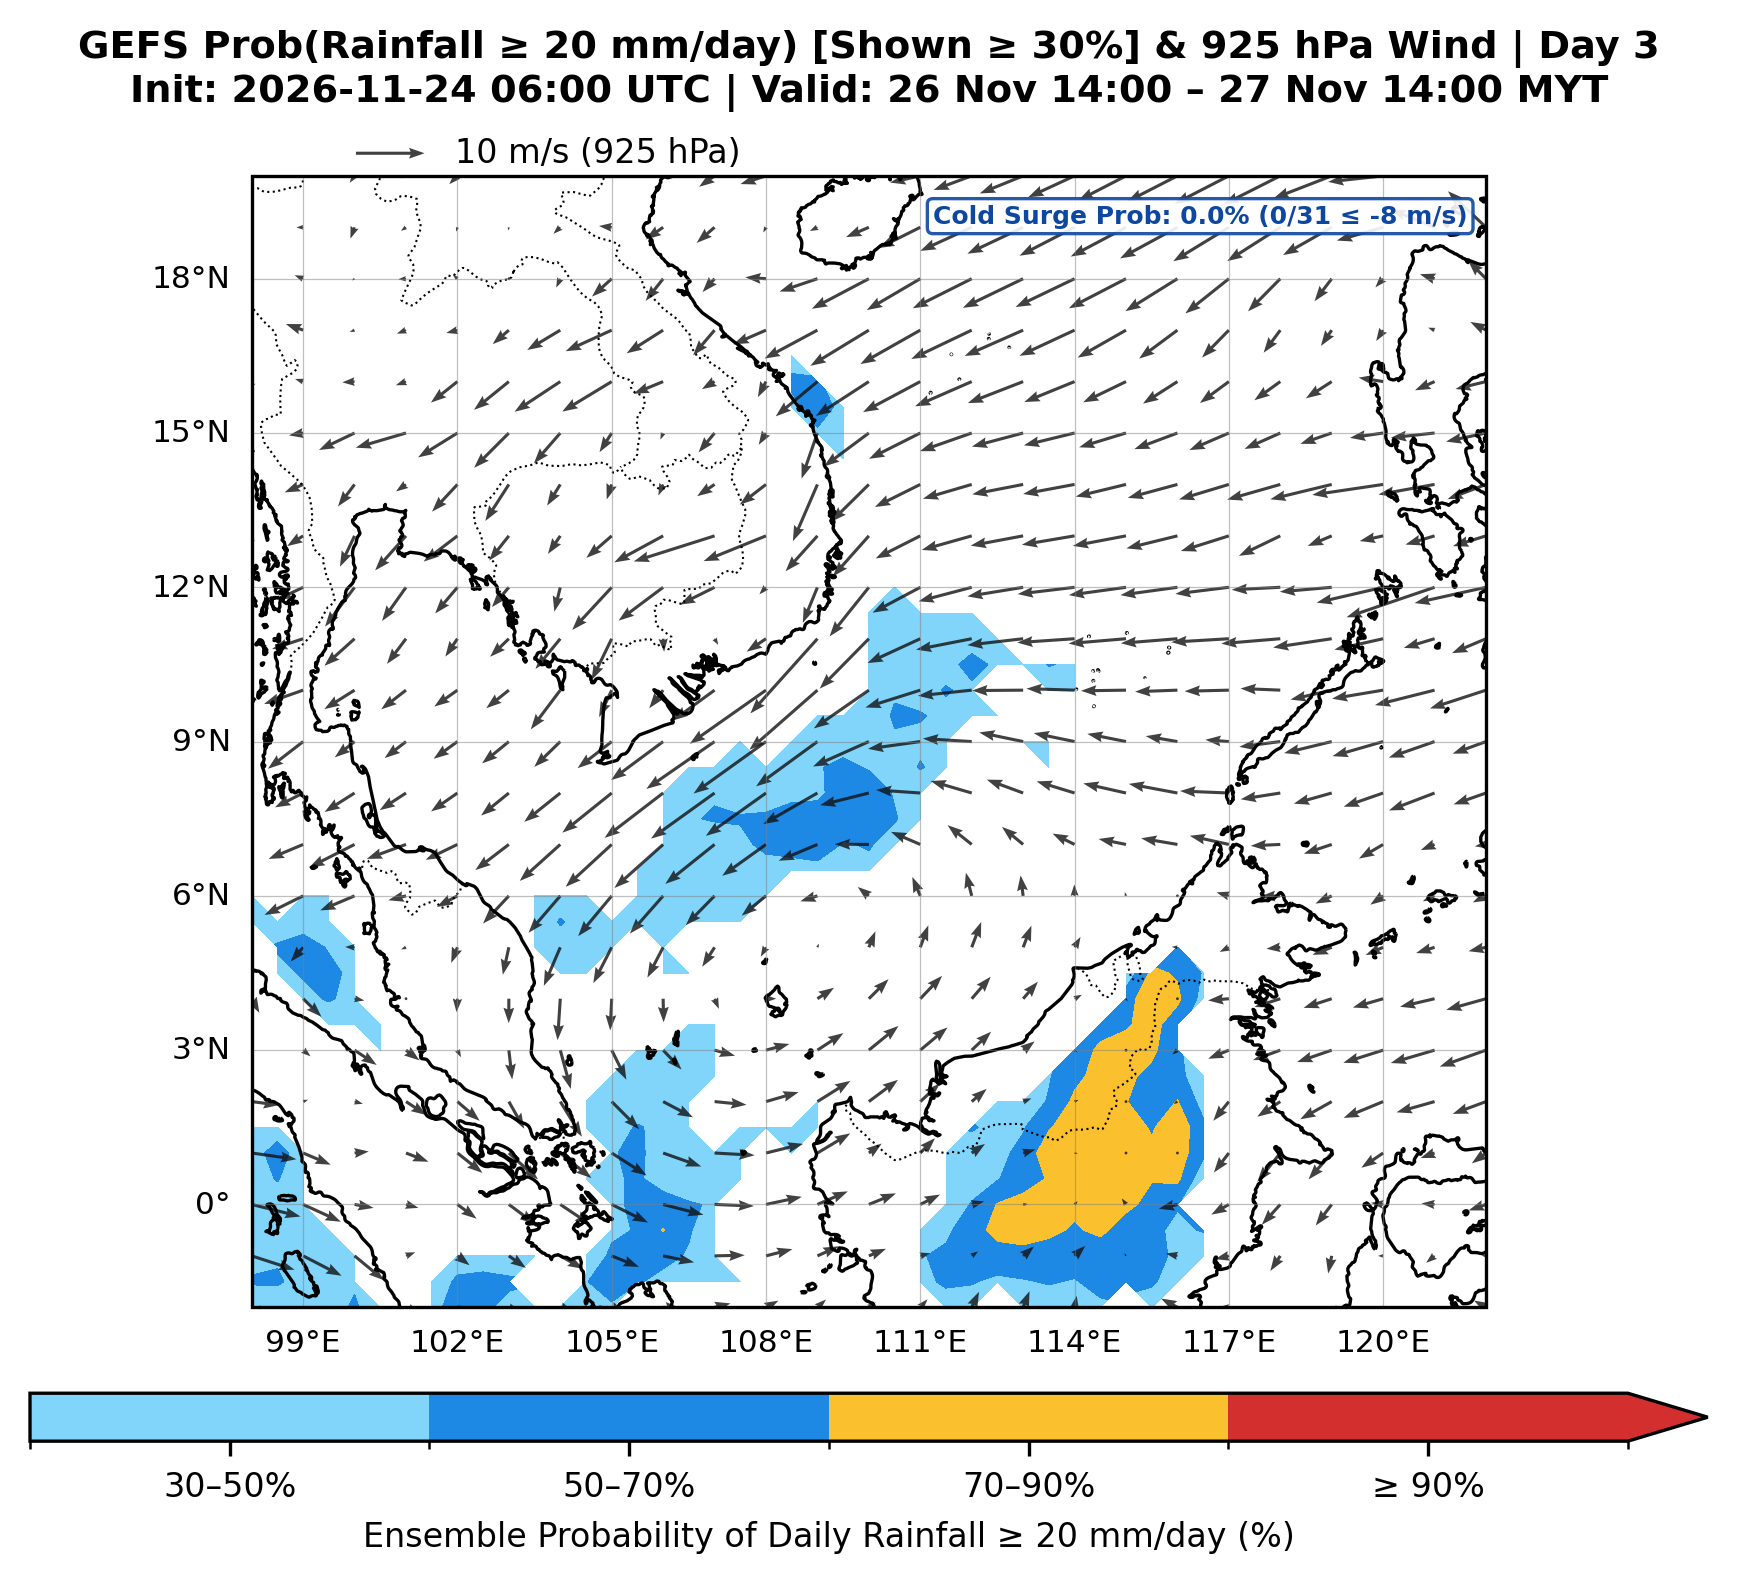 GEFS Prob(Rainfall ≥ 20 mm/day) [Shown ≥ 30%] & 925 hPa Wind | Day 3
Init: 2026-11-24 06:00 UTC | Valid: 26 Nov 14:00 – 27 Nov 14:00 MYT
10 m/s (925 hPa)
Cold Surge Prob: 0.0% (0/31 ≤ -8 m/s)
18°N
15°N
12°N
9°N
6°N
3°N
0°
99°E 102°E 105°E 108°E 111°E 114°E 117°E 120°E
30–50% 50–70% 70–90% ≥ 90%
Ensemble Probability of Daily Rainfall ≥ 20 mm/day (%)